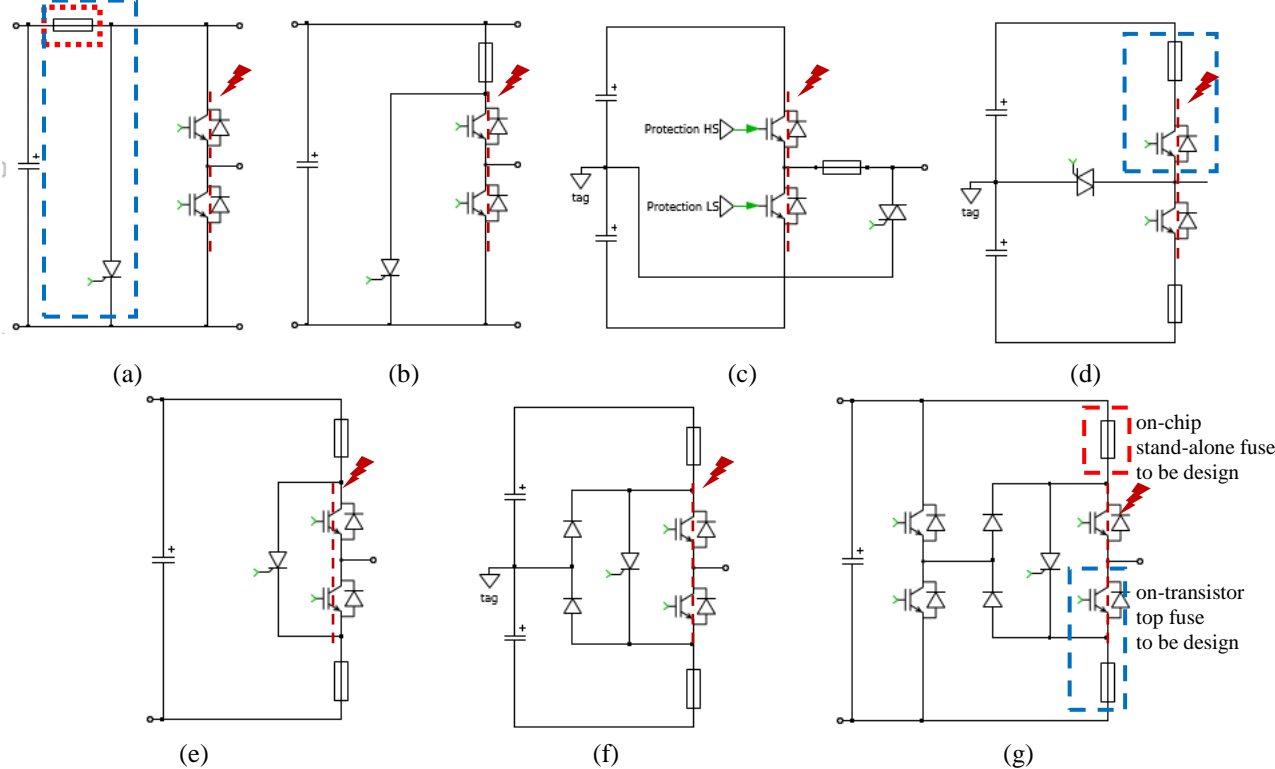 Protection HS
Protection LS
tag
tag
(a)
(b)
(c)
(d)
on-chip
stand-alone fuse
to be design
tag
on-transistor
top fuse
to be design
(e)
(f)
(g)